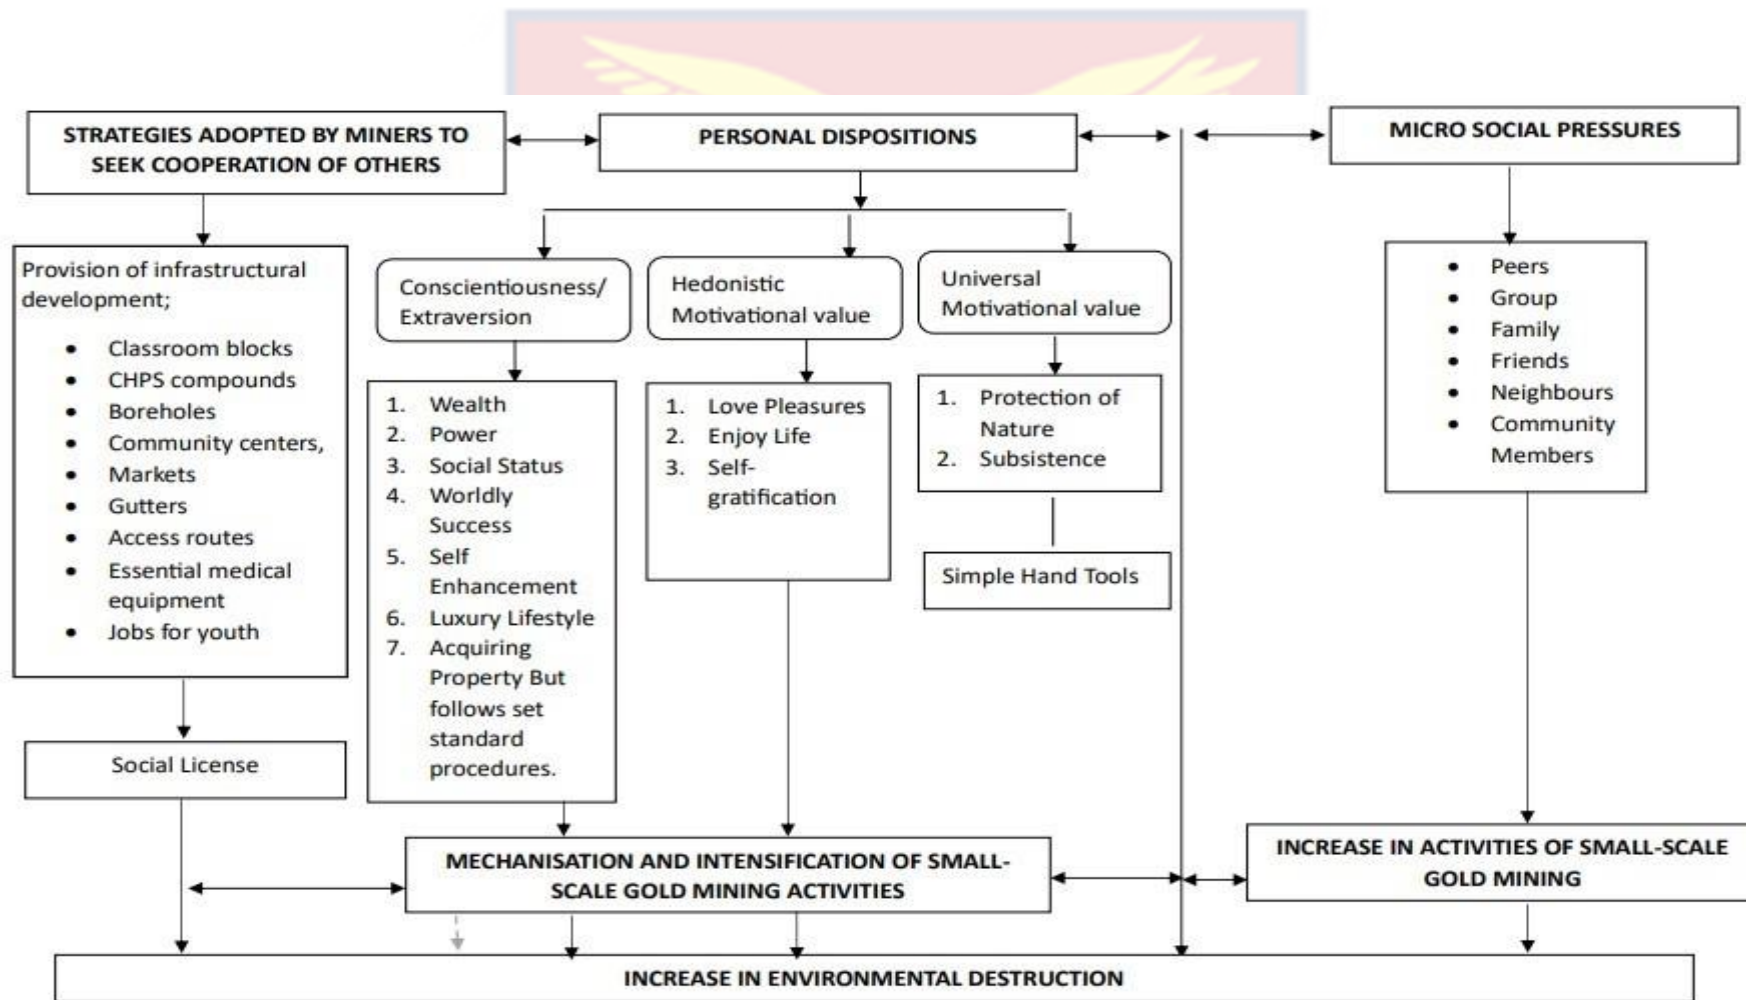 STRATEGIES ADOPTED BY MINERS TO
SEEK COOPERATION OF OTHERS
PERSONAL DISPOSITIONS
MICRO SOCIAL PRESSURES
Provision of infrastructural
development;
• Classroom blocks
• CHPS compounds
• Boreholes
• Community centers,
• Markets
• Gutters
• Access routes
• Essential medical
equipment
• Jobs for youth
Social License
Conscientiousness/
Extraversion
1. Wealth
2. Power
3. Social Status
4. Worldly
Success
5. Self
Enhancement
6. Luxury Lifestyle
7. Acquiring
Property But
follows set
standard
procedures.
Hedonistic
Motivational value
1. Love Pleasures
2. Enjoy Life
3. Self-
gratification
Universal
Motivational value
1. Protection of
Nature
2. Subsistence
Simple Hand Tools
• Peers
• Group
• Family
• Friends
• Neighbours
• Community
Members
MECHANISATION AND INTENSIFICATION OF SMALL-
SCALE GOLD MINING ACTIVITIES
INCREASE IN ACTIVITIES OF SMALL-SCALE
GOLD MINING
INCREASE IN ENVIRONMENTAL DESTRUCTION